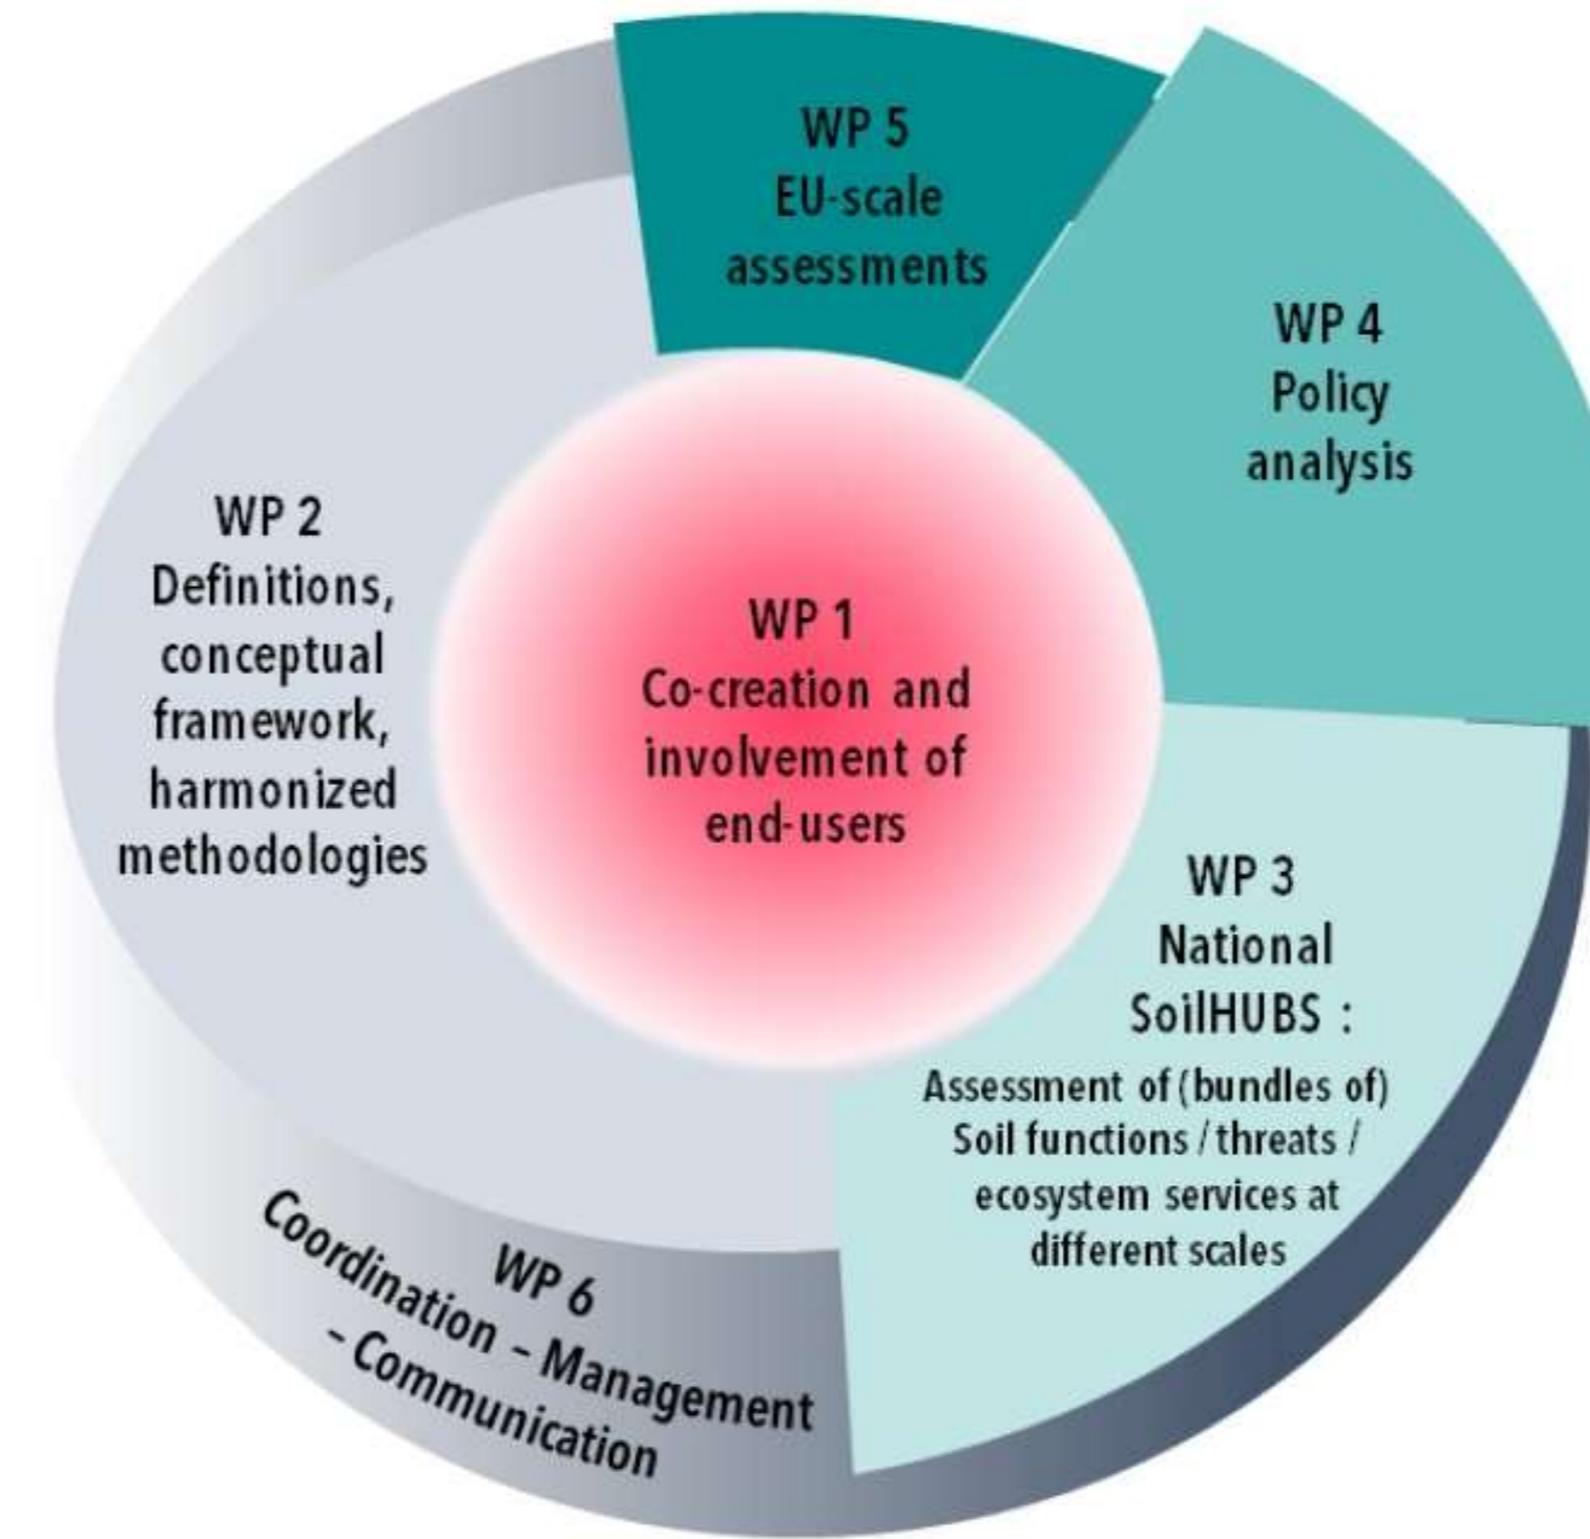 WP 5
EU-scale
assessments
WP 4
Policy
analysis
WP 2
Definitions,
conceptual
framework,
harmonized
methodologies
WP 1
Co-creation and
involvement of
end-users
WP 3
National
SoilHUBS :
Assessment of (bundles of)
Soil functions / threats /
ecosystem services at
different scales
WP 6
Coordination – Management
– Communication